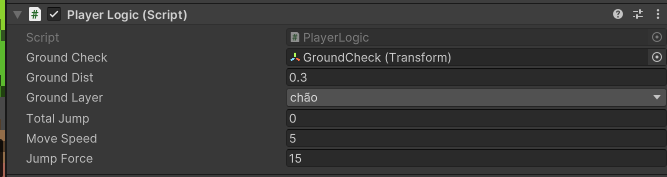 Player Logic (Script)
Script PlayerLogic
Ground Check GroundCheck (Transform)
Ground Dist 0.3
Ground Layer chão
Total Jump 0
Move Speed 5
Jump Force 15